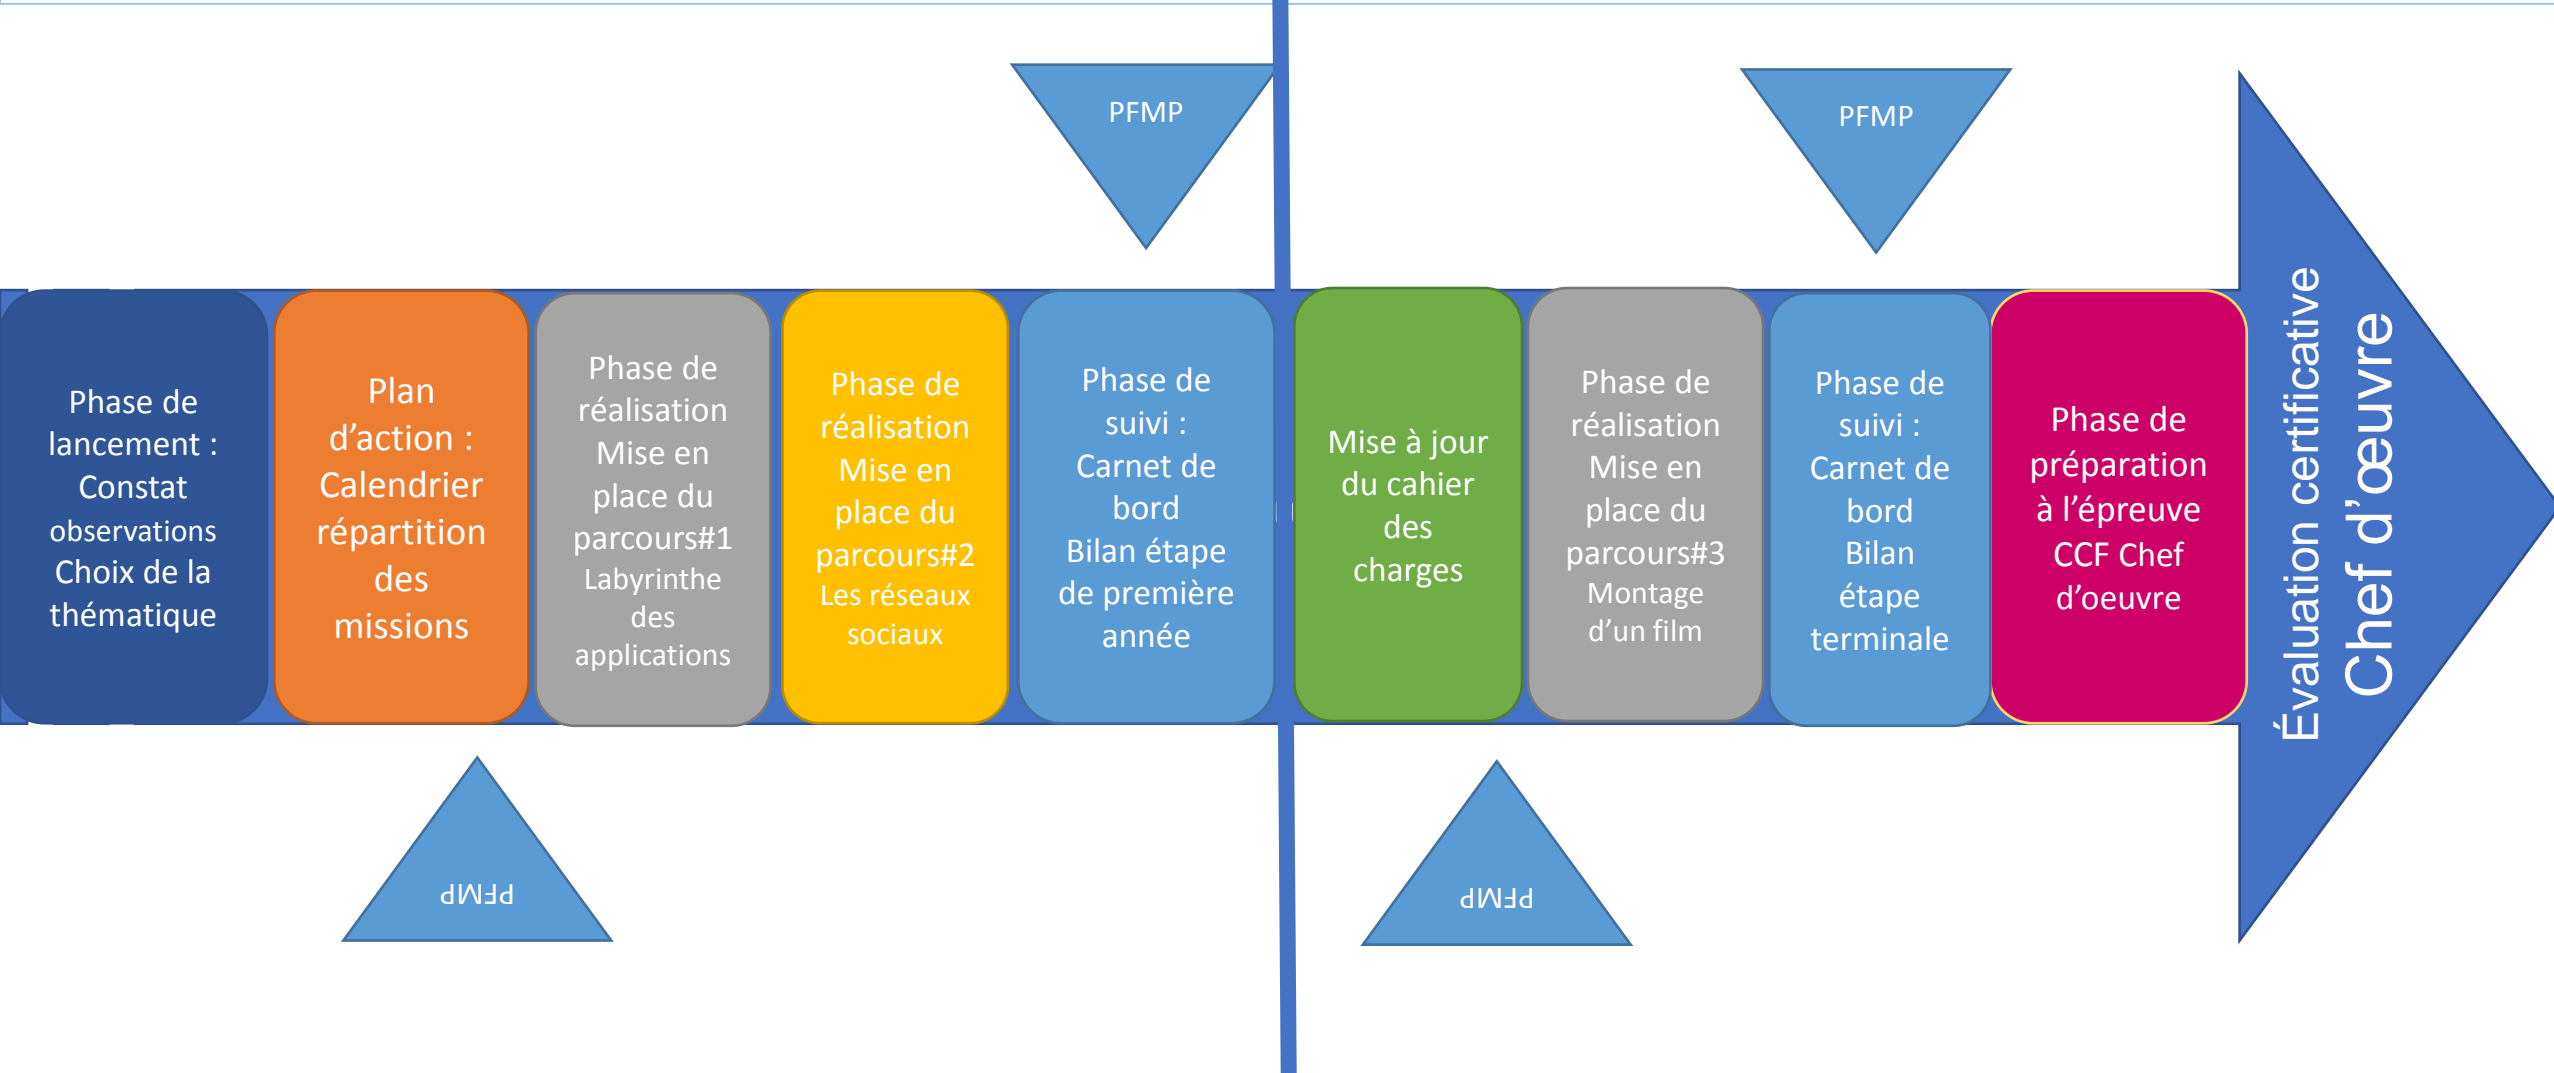 PFMP
PFMP
Phase de
lancement :
Constat
observations
Choix de la
thématique
Plan
d’action :
Calendrier
répartition
des
missions
Phase de
réalisation
Mise en
place du
parcours#1
Labyrinthe
des
applications
Phase de
réalisation
Mise en
place du
parcours#2
Les réseaux
sociaux
Phase de
suivi :
Carnet de
bord
Bilan étape
de première
année
Mise à jour
du cahier
des
charges
Phase de
réalisation
Mise en
place du
parcours#3
Montage
d’un film
Phase de
suivi :
Carnet de
bord
Bilan
étape
terminale
Phase de
préparation
à l’épreuve
CCF Chef
d’oeuvre
Évaluation certificative
Chef d’œuvre
PFMP
PFMP